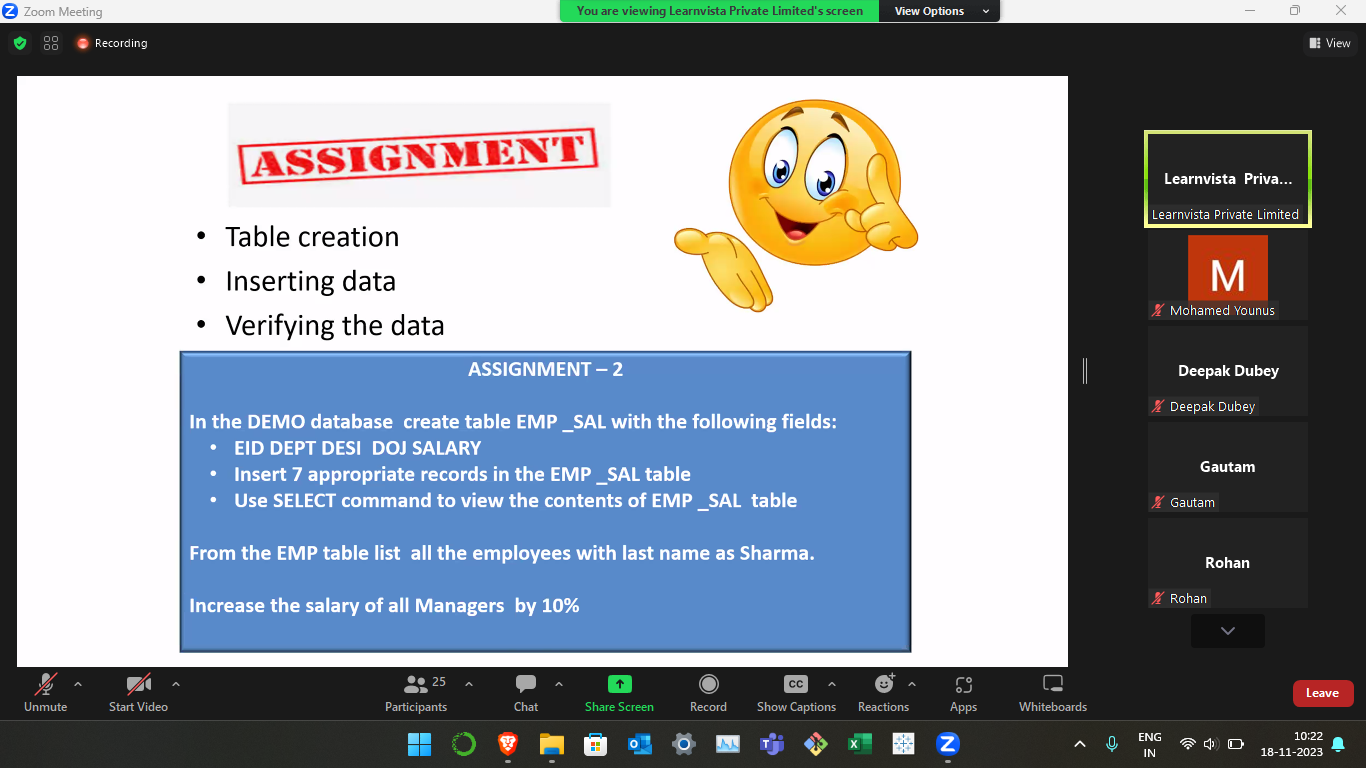 Zoom Meeting
You are viewing Learnvista Private Limited's screen
View Options
Recording
View
ASSIGNMENT
• Table creation
• Inserting data
• Verifying the data
ASSIGNMENT – 2
In the DEMO database  create table EMP _SAL with the following fields:
• EID DEPT DESI  DOJ SALARY
• Insert 7 appropriate records in the EMP _SAL table
• Use SELECT command to view the contents of EMP _SAL  table
From the EMP table list  all the employees with last name as Sharma.
Increase the salary of all Managers  by 10%
Learnvista Priva...
Learnvista Private Limited
M
Mohamed Younus
Deepak Dubey
Deepak Dubey
Gautam
Gautam
Rohan
Rohan
Unmute
Start Video
25
Participants
Chat
Share Screen
Record
CC
Show Captions
Reactions
Apps
Whiteboards
Leave
ENG
IN
10:22
18-11-2023